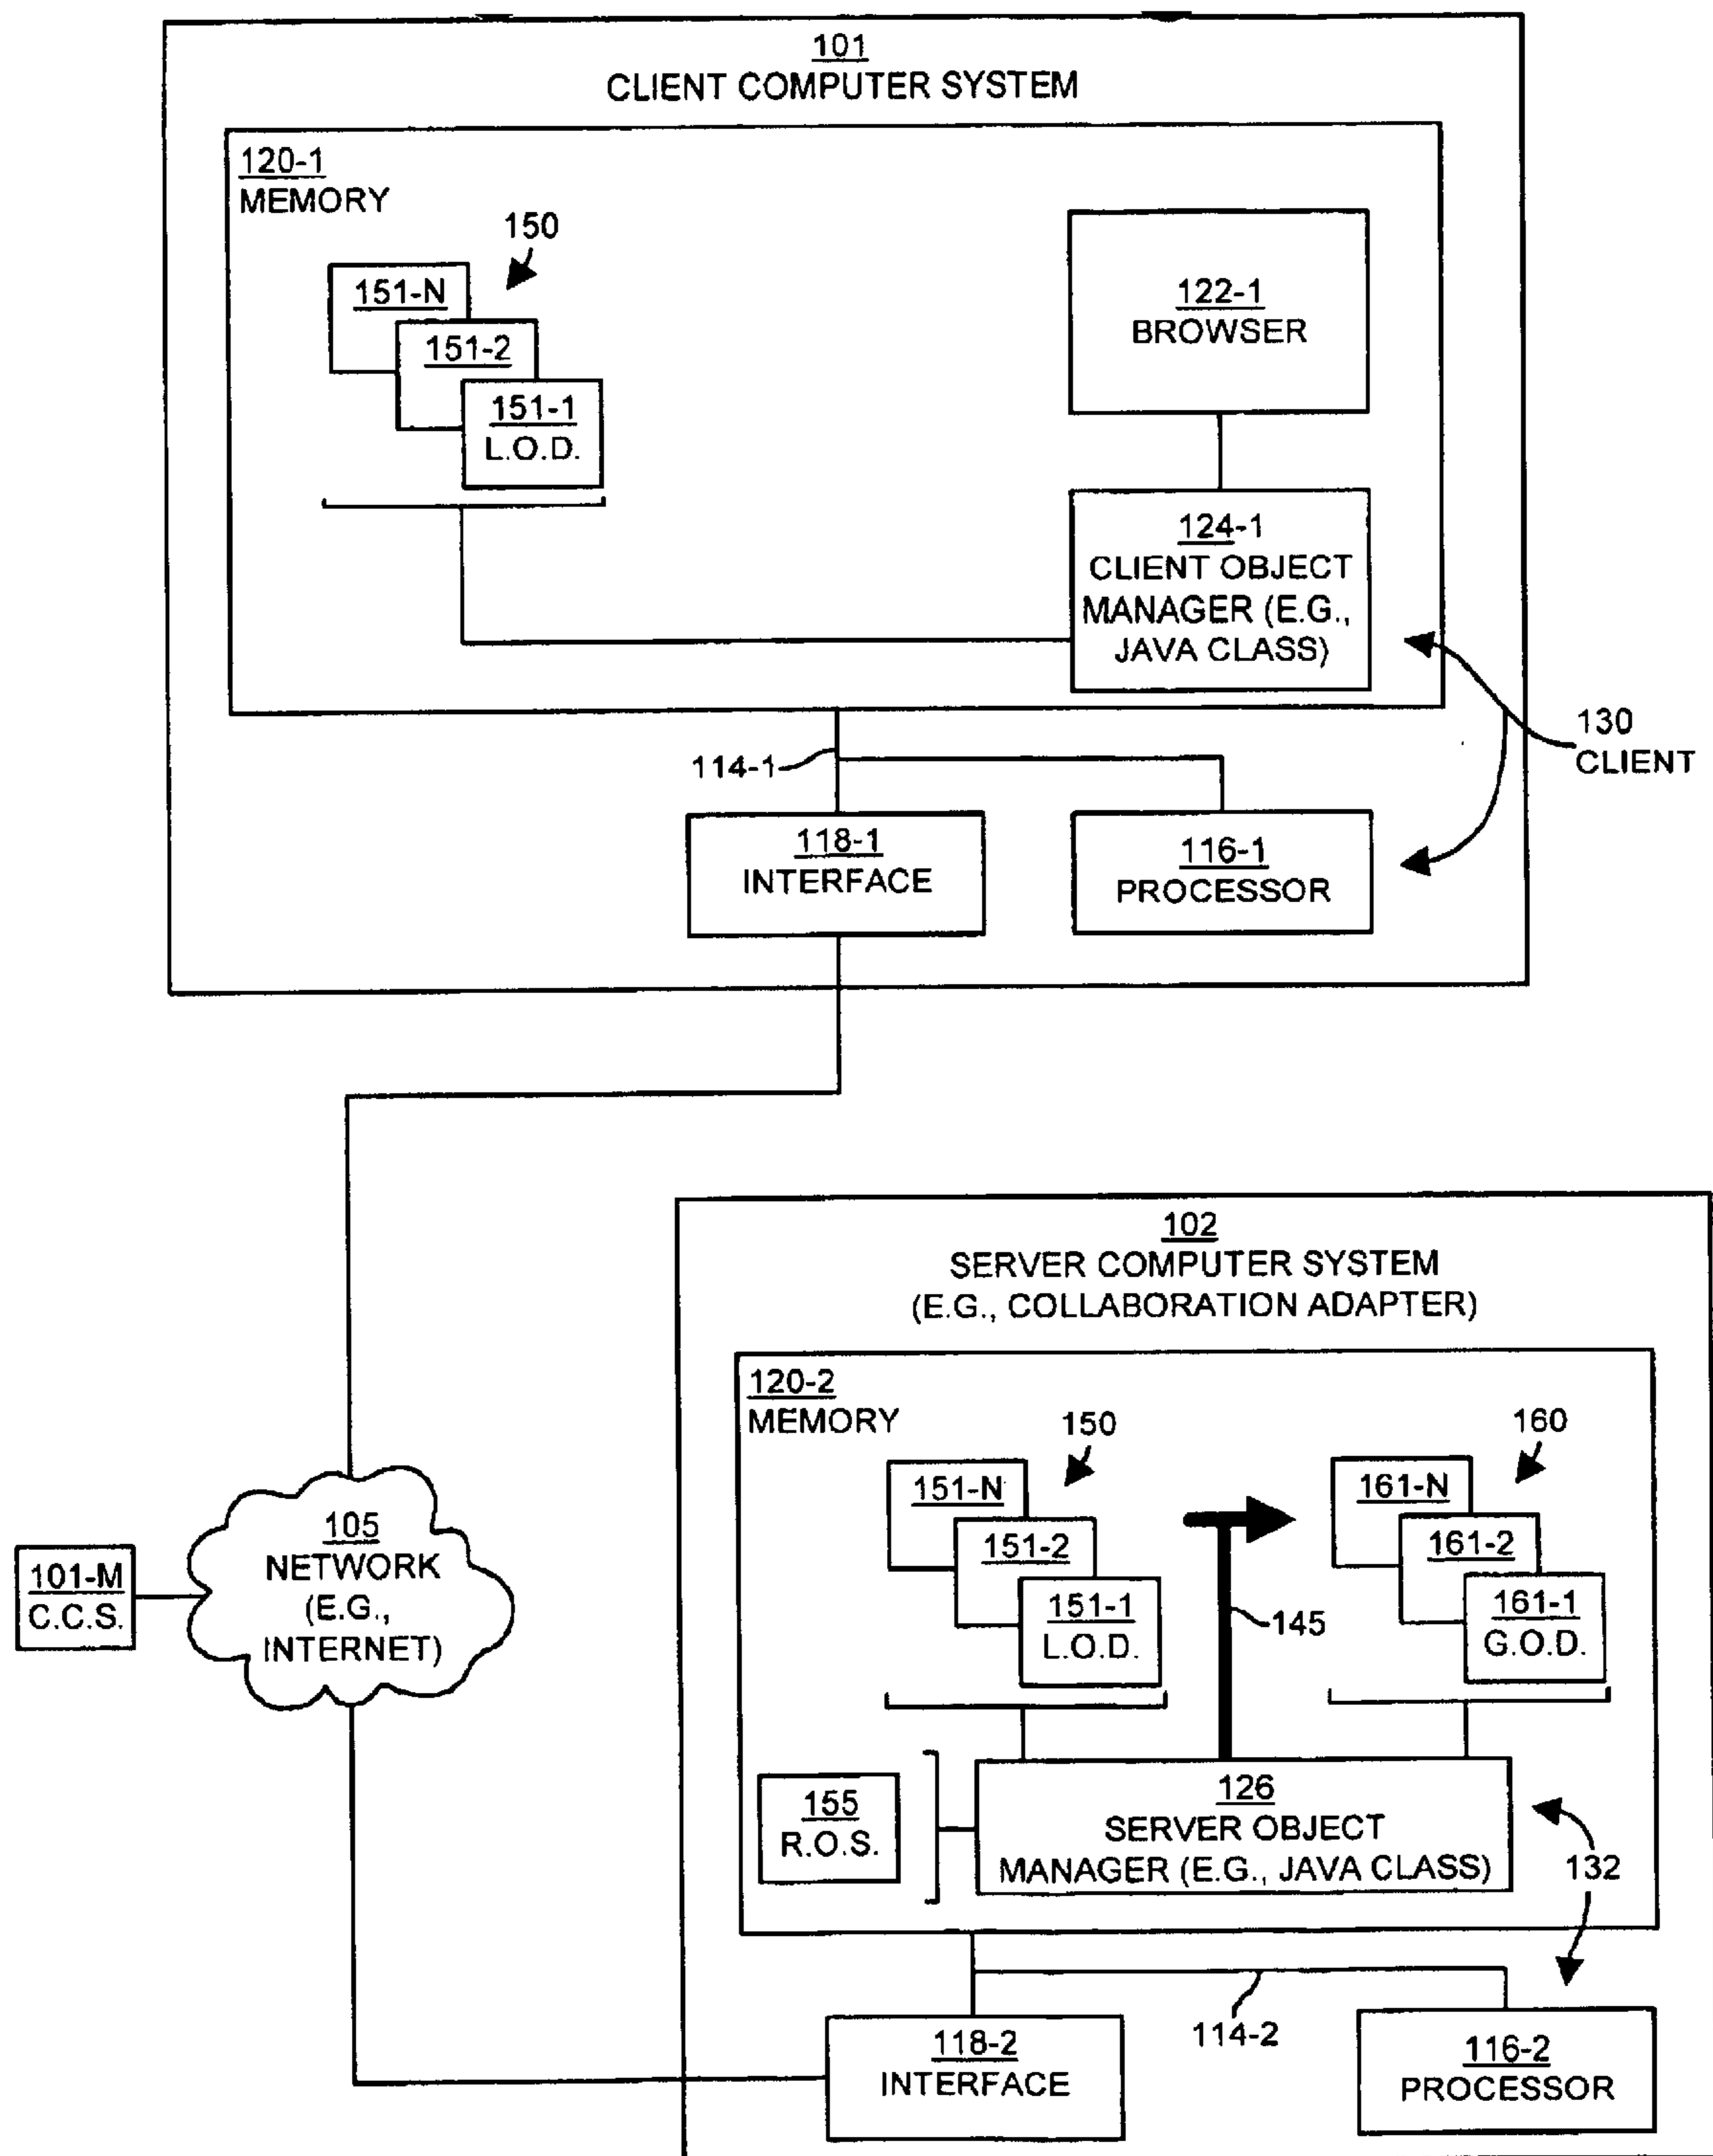 101
CLIENT COMPUTER SYSTEM
120-1
MEMORY
150
151-N
151-2
151-1
L.O.D.
122-1
BROWSER
124-1
CLIENT OBJECT
MANAGER (E.G.,
JAVA CLASS)
130
CLIENT
114-1
118-1
INTERFACE
116-1
PROCESSOR
102
SERVER COMPUTER SYSTEM
(E.G., COLLABORATION ADAPTER)
120-2
MEMORY
150
151-N
151-2
151-1
L.O.D.
145
160
161-N
161-2
161-1
G.O.D.
101-M
C.C.S.
105
NETWORK
(E.G.,
INTERNET)
155
R.O.S.
126
SERVER OBJECT
MANAGER (E.G., JAVA CLASS)
132
114-2
118-2
INTERFACE
116-2
PROCESSOR